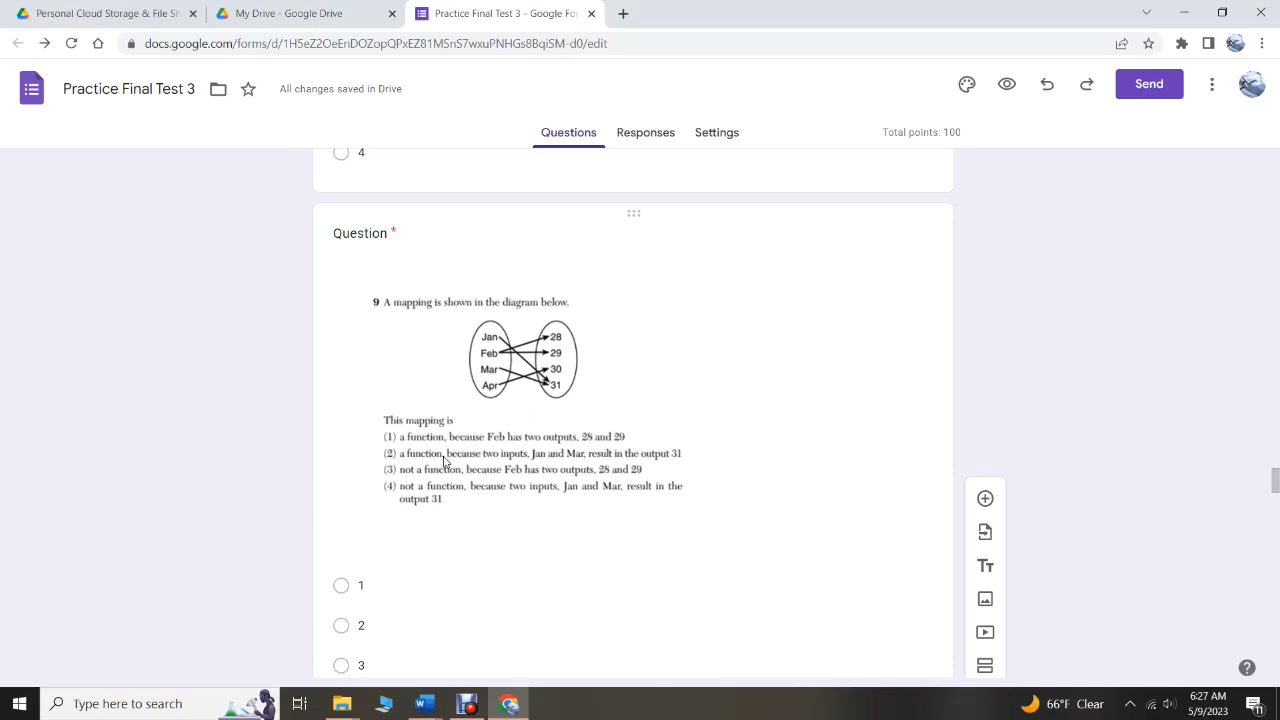 Personal Cloud Storage & File Sh
My Drive - Google Drive
Practice Final Test 3 - Google For
docs.google.com/forms/d/1H5eZ2OeEnDOZopQPxEZ81MSnS7wxuPNHGs8BqiSM-d0/edit
Practice Final Test 3
All changes saved in Drive
Send
Questions
Responses
Settings
Total points: 100
4
Question *
9 A mapping is shown in the diagram below.
Jan 28
Feb 29
Mar 30
Apr 31
This mapping is
(1) a function, because Feb has two outputs, 28 and 29
(2) a function, because two inputs, Jan and Mar, result in the output 31
(3) not a function, because Feb has two outputs, 28 and 29
(4) not a function, because two inputs, Jan and Mar, result in the
output 31
1
2
3
Type here to search
66°F Clear
6:27 AM
5/9/2023